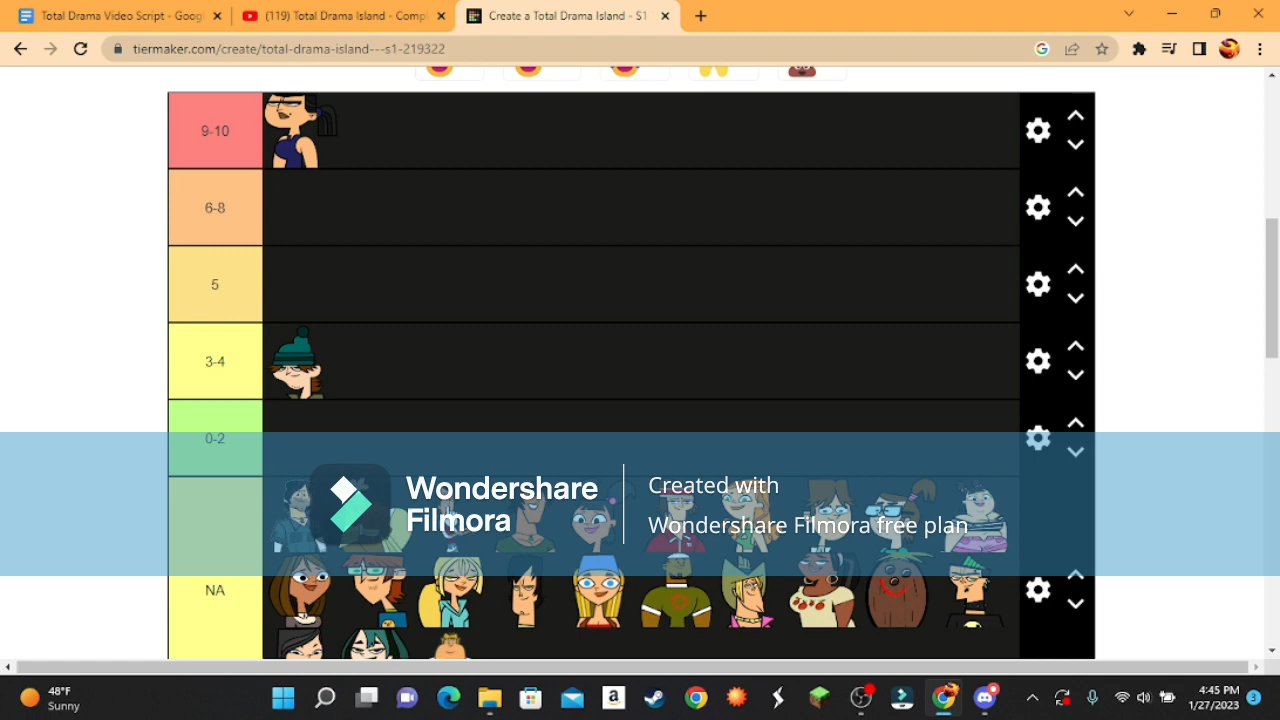 Total Drama Video Script - Goog
(119) Total Drama Island - Compl
Create a Total Drama Island - S1
tiermaker.com/create/total-drama-island---s1-219322
9-10
6-8
5
3-4
0-2
Wondershare
Filmora
Created with
Wondershare Filmora free plan
NA
48°F
Sunny
a
4:45 PM
1/27/2023
3